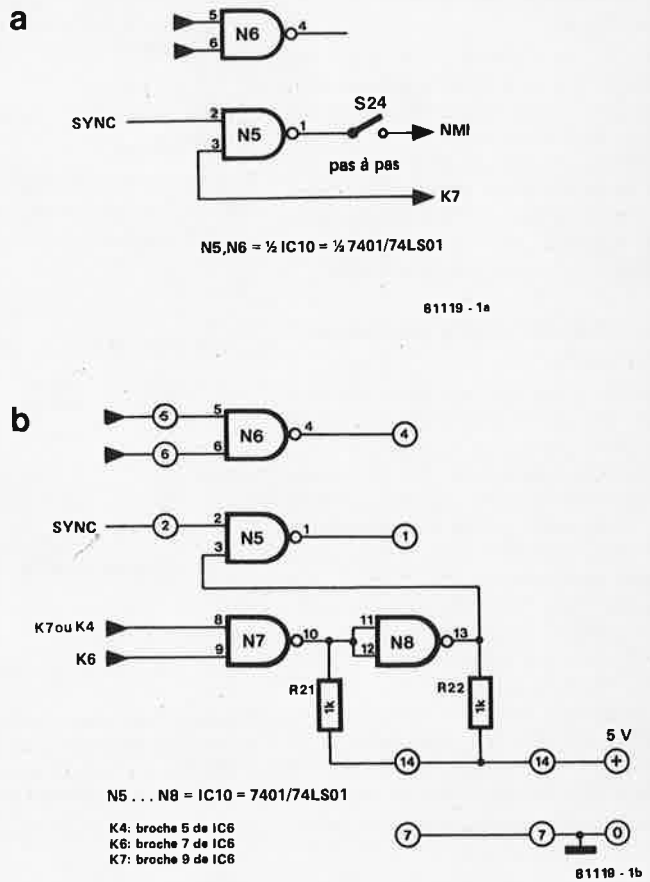 a
5
6
N6
4
S24
SYNC
2
3
N5
1
NMI
pas à pas
K7
N5,N6 = ½ IC10 = ½ 7401/74LS01
81119 - 1a
b
5
5
6
6
N6
4
4
SYNC
2
2
3
N5
1
1
K7ou K4
8
K6
9
N7
10
11
12
N8
13
R21
1k
R22
1k
5 V
14
14
+
N5 . . . N8 = IC10 = 7401/74LS01
K4: broche 5 de IC6
K6: broche 7 de IC6
K7: broche 9 de IC6
7
7
0
81119 - 1b